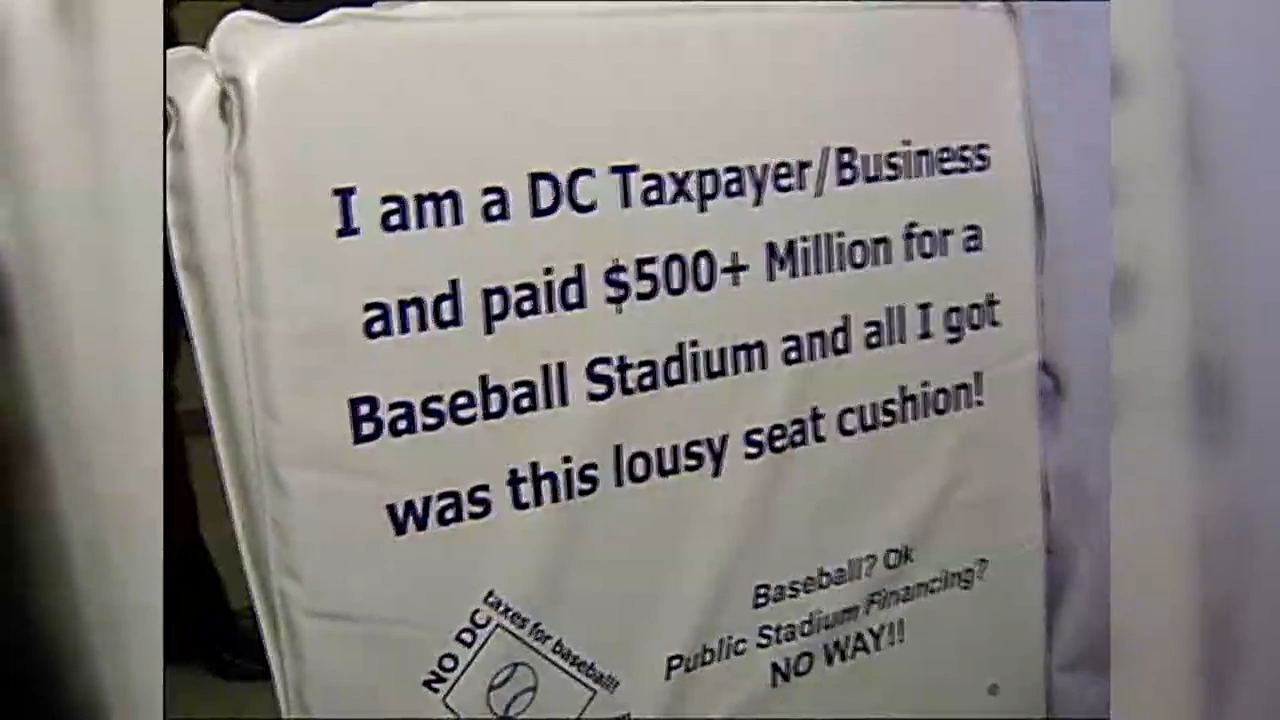 I am a DC Taxpayer/Business
and paid $500+ Million for a
Baseball Stadium and all I got
was this lousy seat cushion!
Baseball? Ok
Public Stadium Financing?
NO WAY!!
NO DC
taxes for baseball!